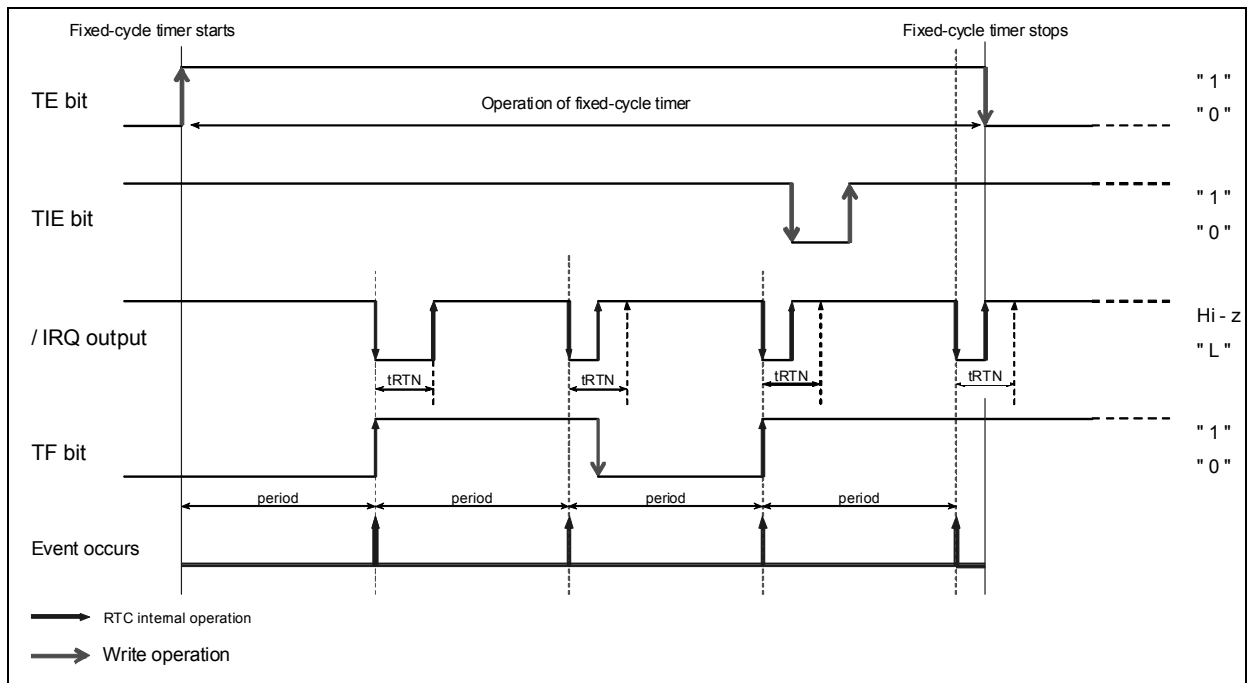 Fixed-cycle timer starts
Fixed-cycle timer stops
TE bit
Operation of fixed-cycle timer
" 1 "
" 0 "
TIE bit
" 1 "
" 0 "
/ IRQ output
Hi - z
" L "
tRTN
tRTN
tRTN
tRTN
TF bit
" 1 "
" 0 "
period
period
period
period
Event occurs
RTC internal operation
Write operation